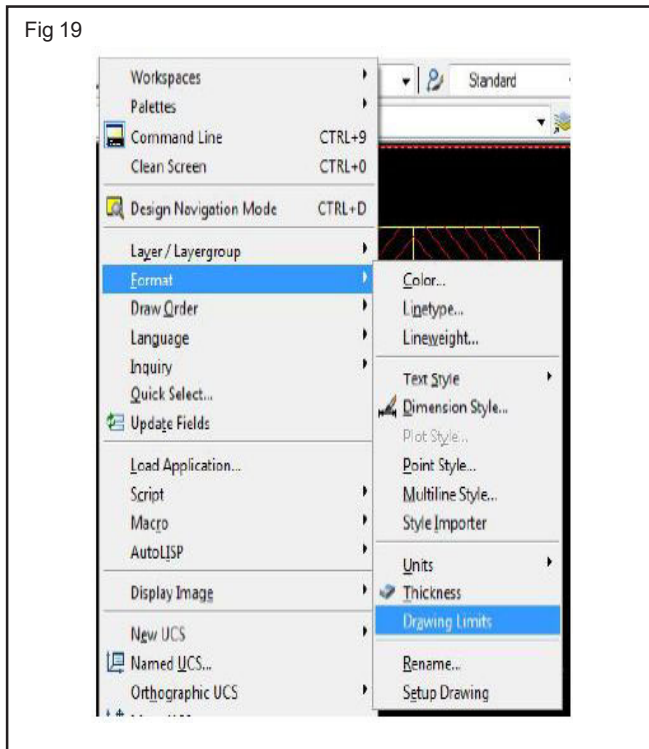 Fig 19
Workspaces
Standard
Palettes
Command Line CTRL+9
Clean Screen CTRL+0
Design Navigation Mode CTRL+D
Layer / Layergroup
Format
Draw Order
Language
Inquiry
Quick Select...
Update Fields
Load Application...
Script
Macro
AutoLISP
Display Image
New UCS
Named UCS...
Orthographic UCS
Color...
Linetype...
Lineweight...
Text Style
Dimension Style...
Plot Style...
Point Style...
Multiline Style...
Style Importer
Units
Thickness
Drawing Limits
Rename...
Setup Drawing